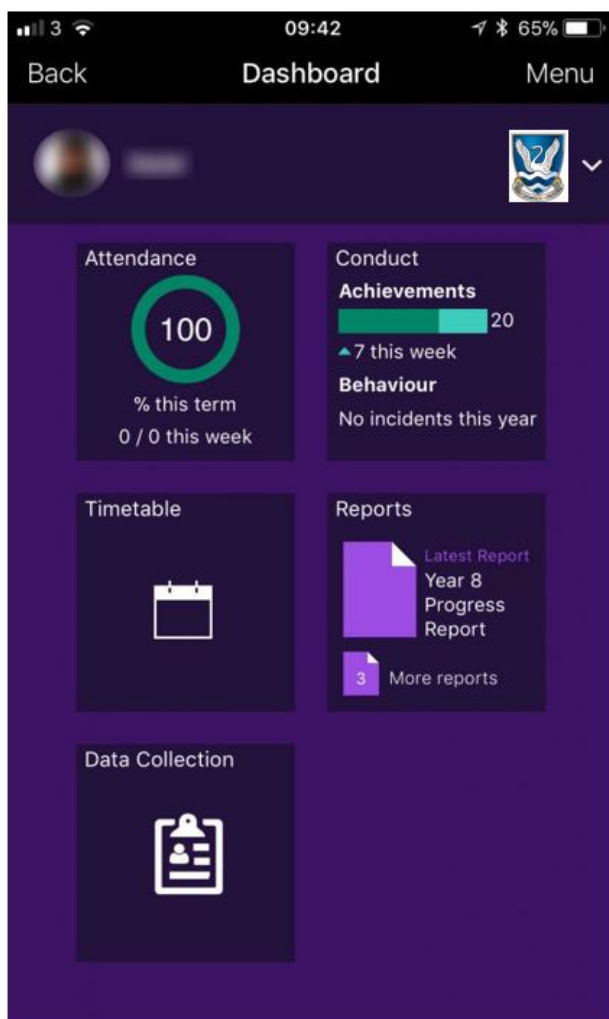 3 09:42 65%
Back Dashboard Menu
Attendance
100
% this term
0 / 0 this week
Conduct
Achievements
20
7 this week
Behaviour
No incidents this year
Timetable
Reports
Latest Report
Year 8
Progress
Report
3 More reports
Data Collection